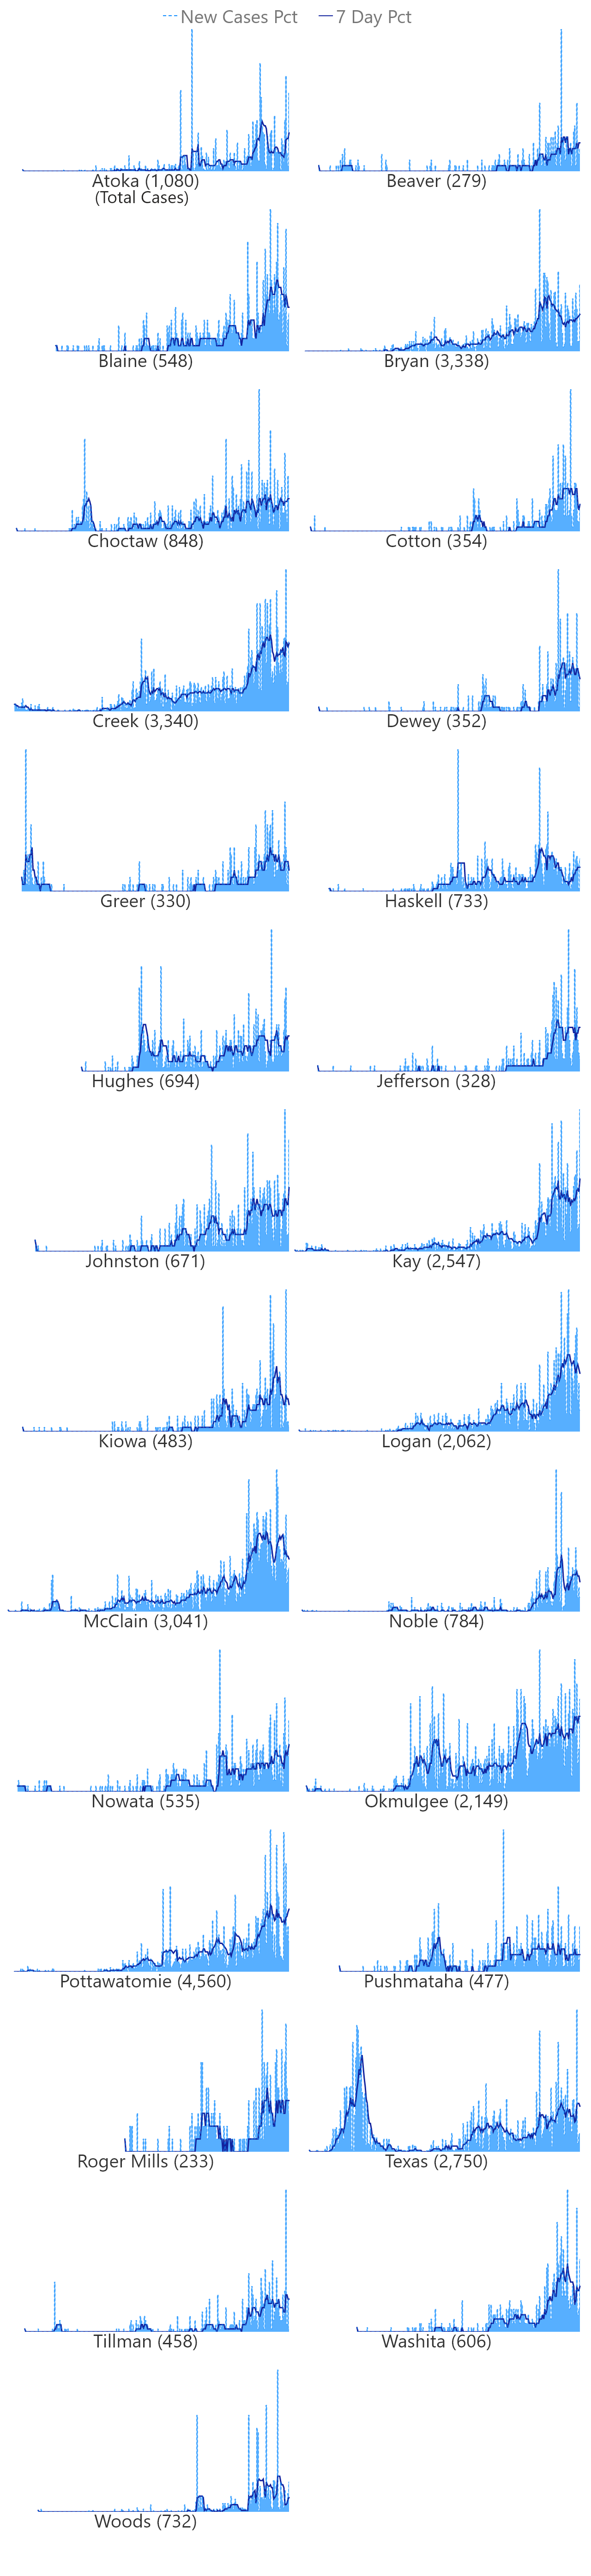 New Cases Pct 7 Day Pct
Atoka (1,080) Beaver (279)
(Total Cases)
Blaine (548) Bryan (3,338)
Choctaw (848) Cotton (354)
Creek (3,340) Dewey (352)
Greer (330) Haskell (733)
Hughes (694) Jefferson (328)
Johnston (671) Kay (2,547)
Kiowa (483) Logan (2,062)
McClain (3,041) Noble (784)
Nowata (535) Okmulgee (2,149)
Pottawatomie (4,560) Pushmataha (477)
Roger Mills (233) Texas (2,750)
Tillman (458) Washita (606)
Woods (732)